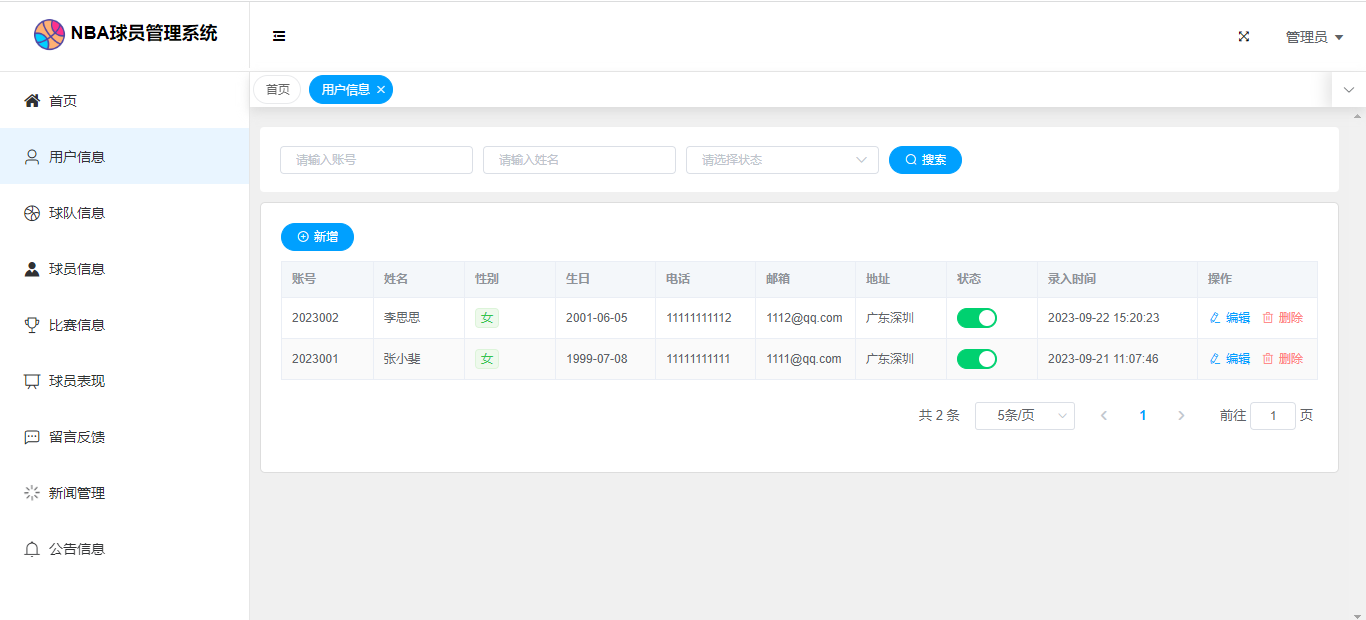 NBA球员管理系统
管理员
首页
用户信息
球队信息
球员信息
比赛信息
球员表现
留言反馈
新闻管理
公告信息
首页 用户信息
请输入账号 请输入姓名 请选择状态 搜索
新增
账号 姓名 性别 生日 电话 邮箱 地址 状态 录入时间 操作
2023002 李思思 女 2001-06-05 11111111112 1112@qq.com 广东深圳 2023-09-22 15:20:23 编辑 删除
2023001 张小斐 女 1999-07-08 11111111111 1111@qq.com 广东深圳 2023-09-21 11:07:46 编辑 删除
共 2 条 5条/页 1 前往 1 页